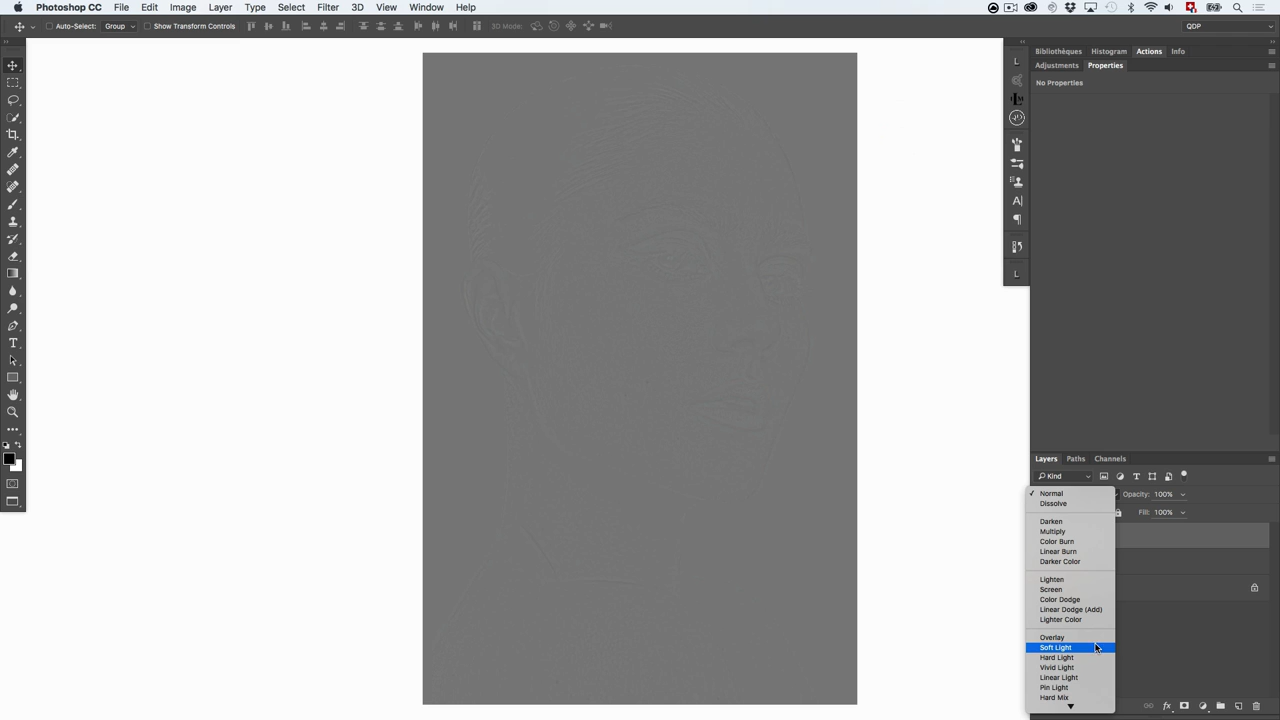 Photoshop CC File Edit Image Layer Type Select Filter 3D View Window Help
Auto-Select: Group Show Transform Controls 3D Mode: QDP
Bibliothèques Histogram Actions Info
Adjustments Properties
No Properties
Layers Paths Channels
Kind
Normal Opacity: 100%
Dissolve
Fill: 100%
Darken
Multiply
Color Burn
Linear Burn
Darker Color
Lighten
Screen
Color Dodge
Linear Dodge (Add)
Lighter Color
Overlay
Soft Light
Hard Light
Vivid Light
Linear Light
Pin Light
Hard Mix